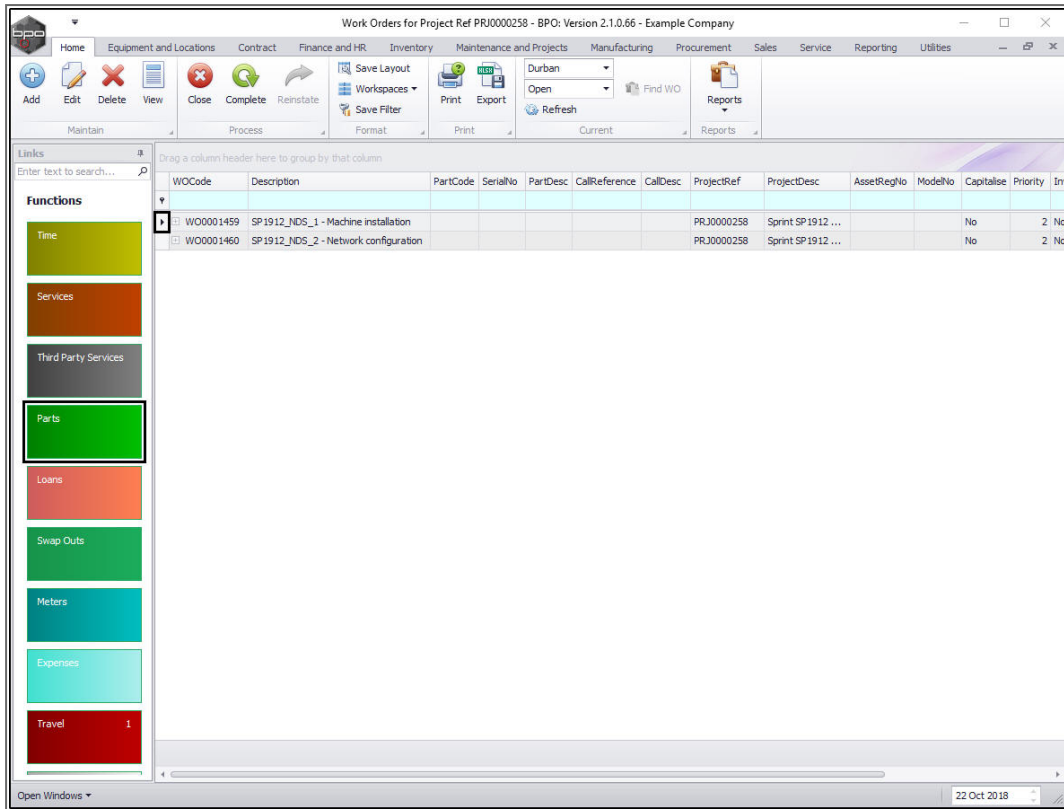 Work Orders for Project Ref PRJ0000258 - BPO: Version 2.1.0.66 - Example Company
bpo
Home Equipment and Locations Contract Finance and HR Inventory Maintenance and Projects Manufacturing Procurement Sales Service Reporting Utilities
Add Edit Delete View Close Complete Reinstate Save Layout Workspaces Save Filter Print Export Durban Open Refresh Find WO Reports
Maintain Process Format Print Current Reports
Links
Enter text to search...
Functions
Time
Services
Third Party Services
Parts
Loans
Swap Outs
Meters
Expenses
Travel 1
Drag a column header here to group by that column
WOCode Description PartCode SerialNo PartDesc CallReference CallDesc ProjectRef ProjectDesc AssetRegNo ModelNo Capitalise Priority
WO0001459 SP1912_NDS_1 - Machine installation PRJ0000258 Sprint SP1912 ... No 2 No
WO0001460 SP1912_NDS_2 - Network configuration PRJ0000258 Sprint SP1912 ... No 2 No
Open Windows 22 Oct 2018